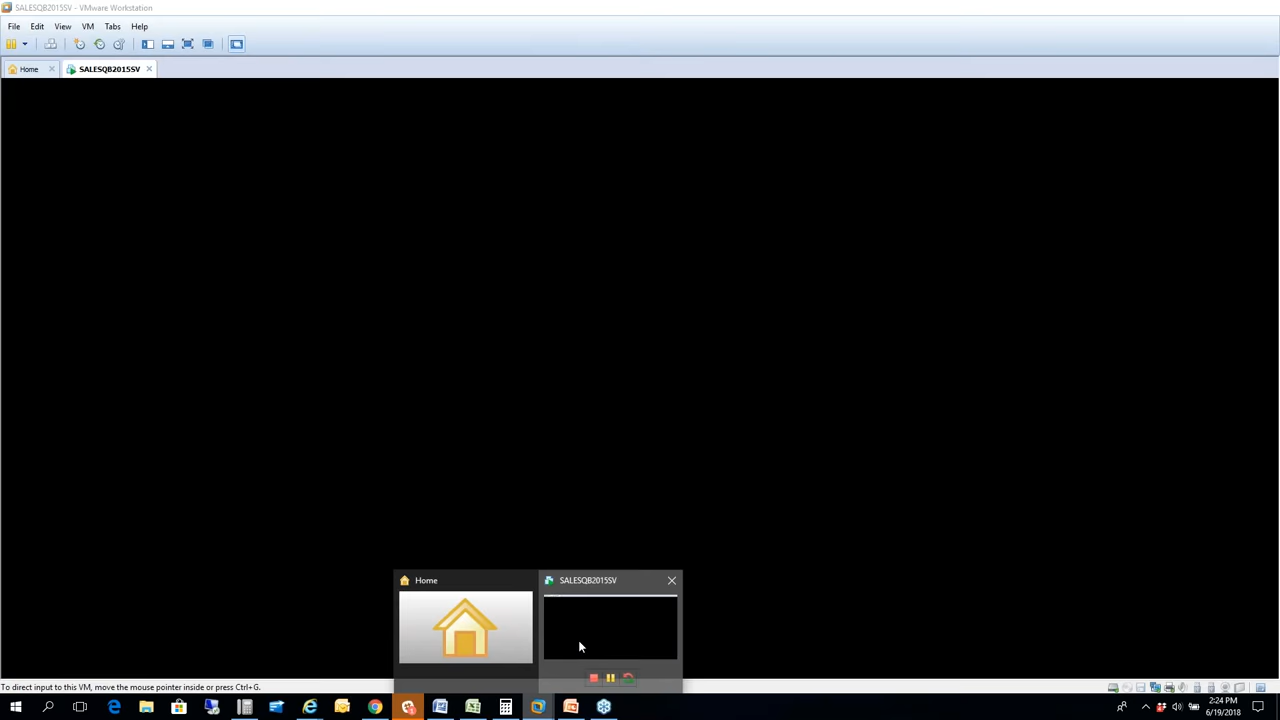 SALESQB2015SV - VMware Workstation
File Edit View VM Tabs Help
Home SALESQB2015SV
Home SALESQB2015SV
To direct input to this VM, move the mouse pointer inside or press Ctrl+G.
2:24 PM
6/19/2018